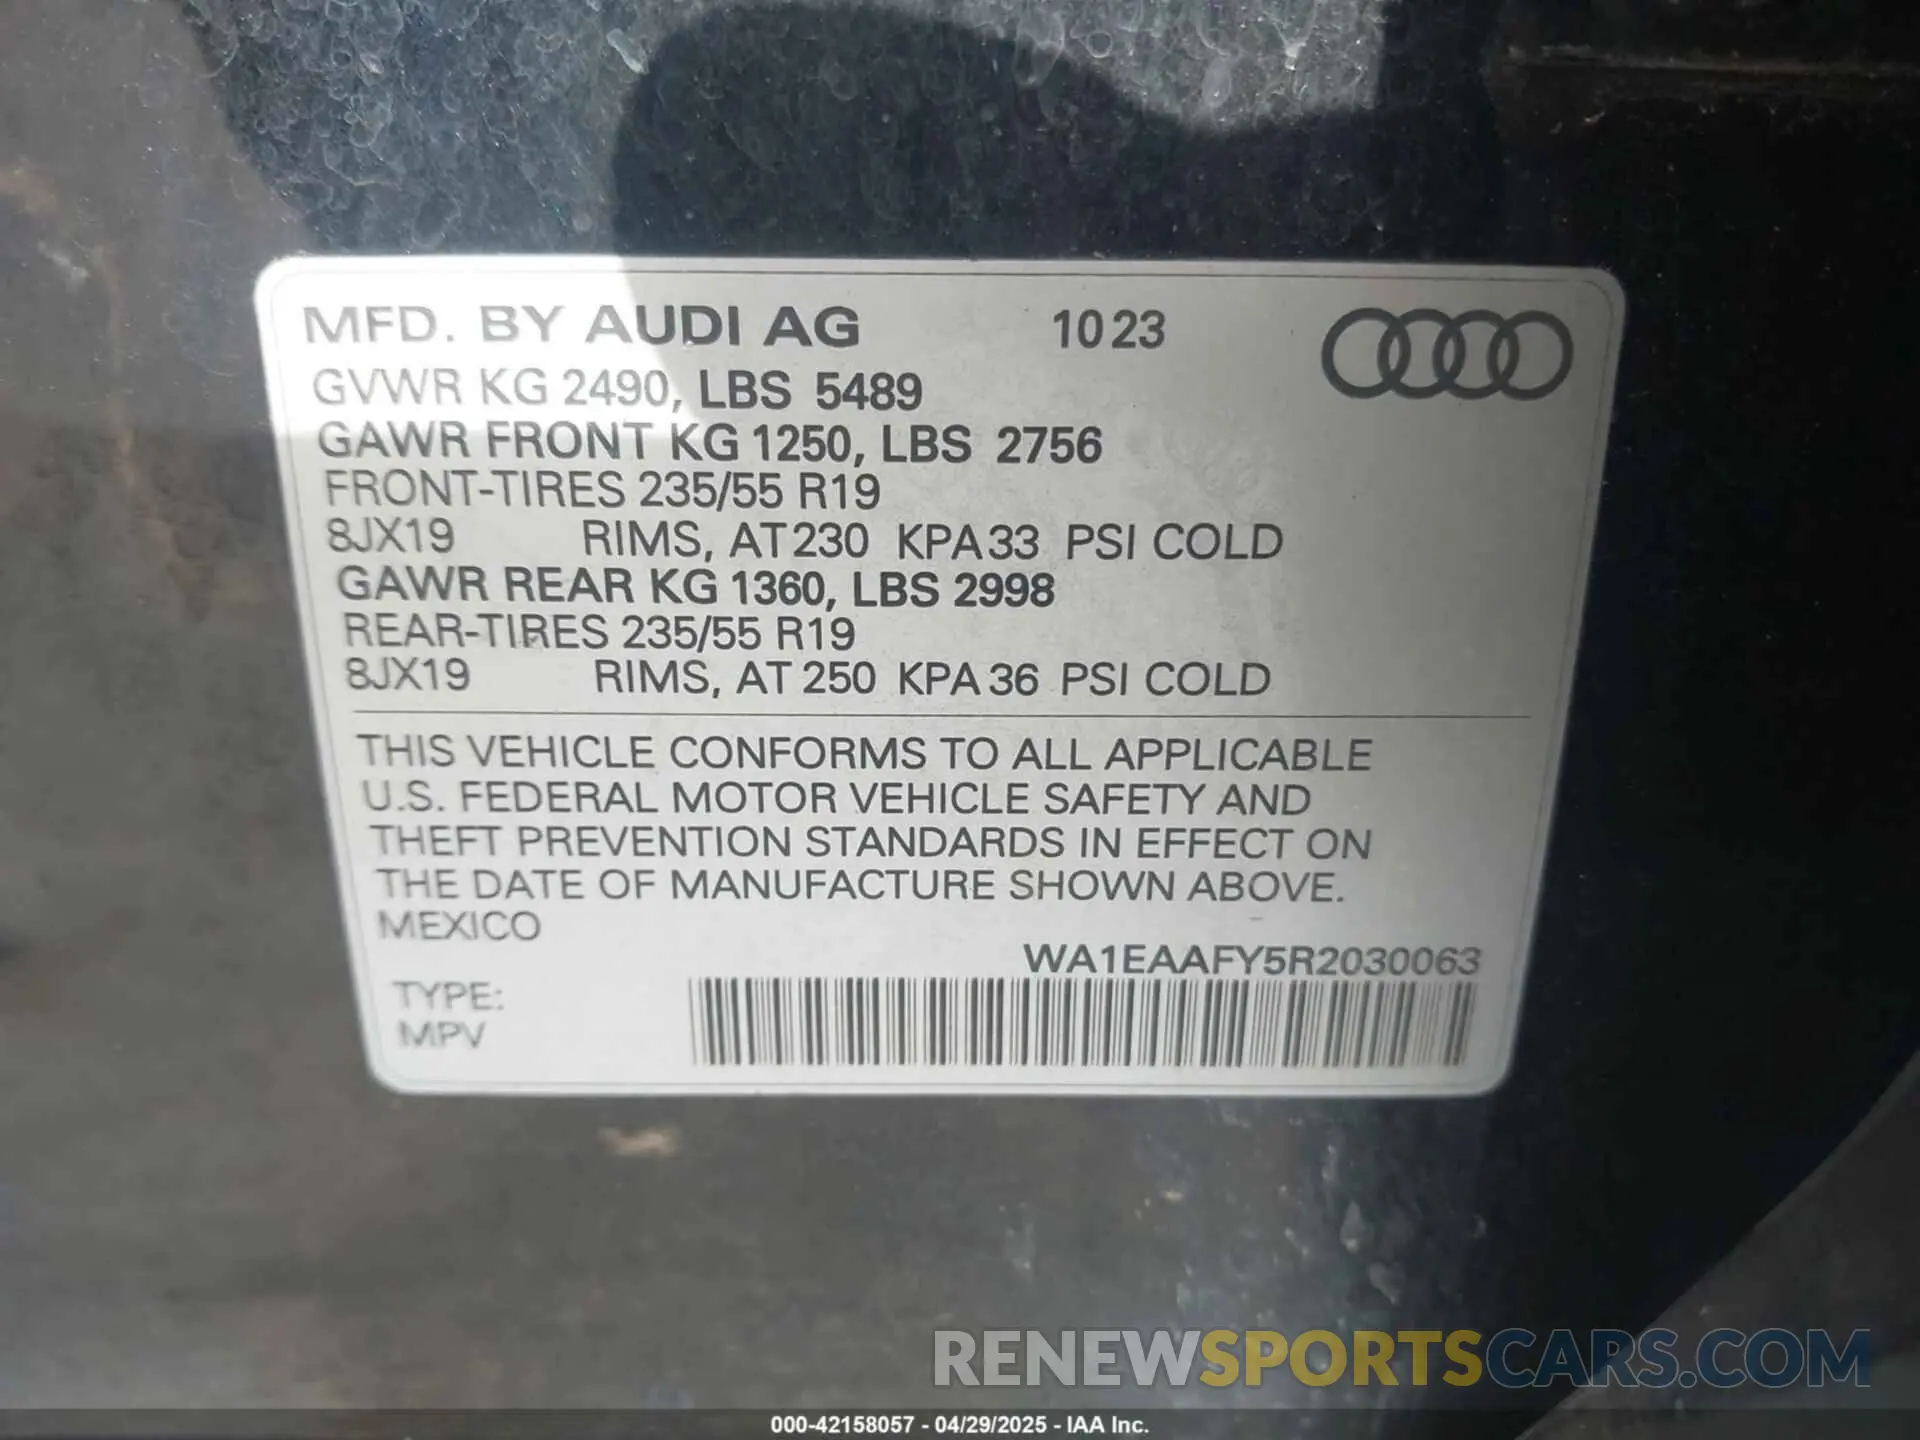 MFD. BY AUDI AG 10 23
GVWR KG 2490, LBS 5489
GAWR FRONT KG 1250, LBS 2756
FRONT-TIRES 235/55 R19
8JX19 RIMS, AT 230 KPA 33 PSI COLD
GAWR REAR KG 1360, LBS 2998
REAR-TIRES 235/55 R19
8JX19 RIMS, AT 250 KPA 36 PSI COLD
THIS VEHICLE CONFORMS TO ALL APPLICABLE
U.S. FEDERAL MOTOR VEHICLE SAFETY AND
THEFT PREVENTION STANDARDS IN EFFECT ON
THE DATE OF MANUFACTURE SHOWN ABOVE.
MEXICO
WA1EAAFY5R2030063
TYPE:
MPV
RENEWSPORTSCARS.COM
000-42158057 - 04/29/2025 - IAA Inc.